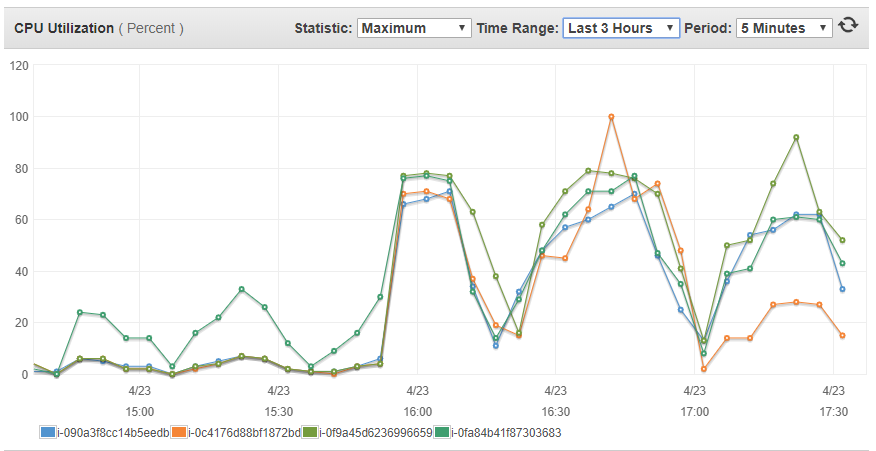 CPU Utilization ( Percent ) Statistic: Maximum Time Range: Last 3 Hours Period: 5 Minutes
120
100
80
60
40
20
0
4/23 4/23 4/23 4/23 4/23 4/23
15:00 15:30 16:00 16:30 17:00 17:30
i-090a3f8cc14b5eedb i-0c4176d88bf1872bd i-0f9a45d6236996659 i-0fa84b41f87303683